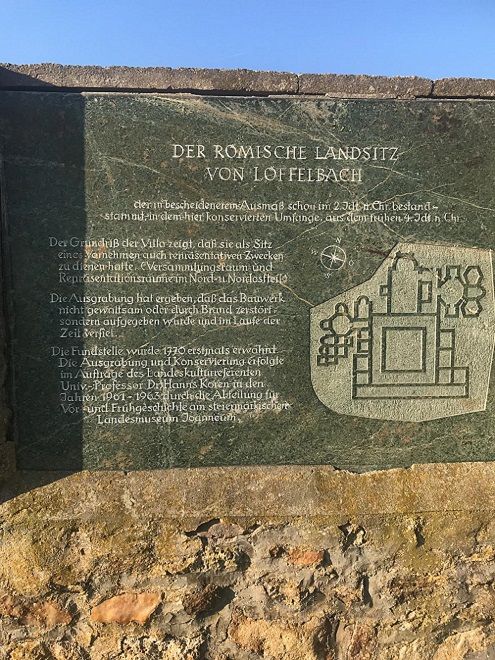 DER RÖMISCHE LANDSITZ
VON LÖFFELBACH
der in bescheidenerem Ausmaß schon im 2. Jdt. n. Chr. bestand –
stammt in dem hier konservierten Umfange aus dem frühen 4. Jdt. n. Chr.
N
Der Grundriß der Villa zeigt, daß sie als Sitz
eines Vornehmen auch repräsentativen Zwecken
zu dienen hatte. (Versammlungsraum und
Repräsentationsräume im Nord- u. Nordostteil)
Die Ausgrabung hat ergeben, daß das Bauwerk
nicht gewaltsam oder durch Brand zerstört –
sondern aufgegeben wurde und im Laufe der
Zeit verfiel.
Die Fundstelle wurde 1770 erstmals erwähnt.
Die Ausgrabung und Konservierung erfolgte
im Auftrage des Landeskulturreferenten
Univ.-Professor Dr. Hanns Koren in den
Jahren 1961 – 1963 durch die Abteilung für
Vor- und Frühgeschichte am steiermärkischen
Landesmuseum Joanneum.